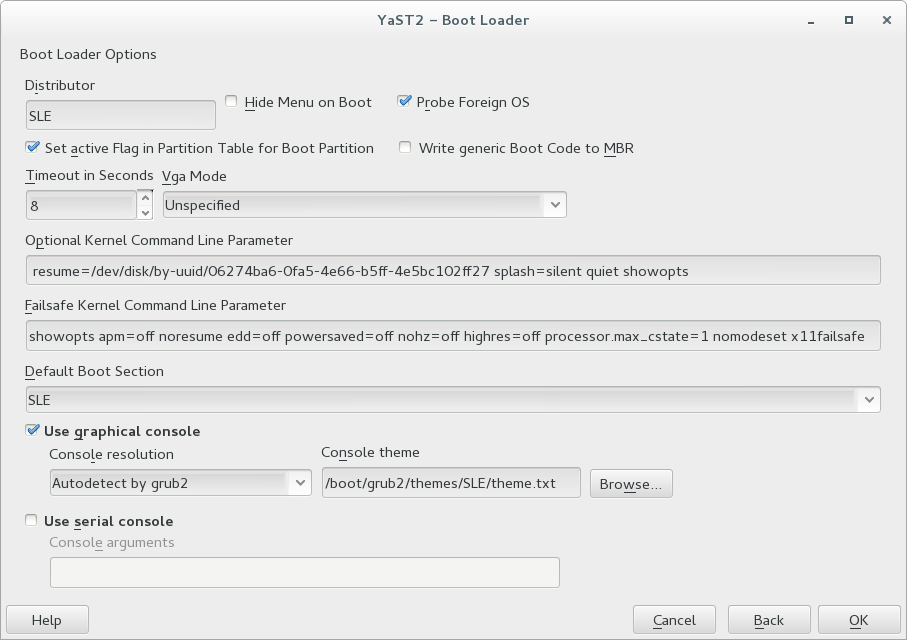 YaST2 – Boot Loader
Boot Loader Options
Distributor
SLE
Hide Menu on Boot
Probe Foreign OS
Set active Flag in Partition Table for Boot Partition
Write generic Boot Code to MBR
Timeout in Seconds
Vga Mode
8
Unspecified
Optional Kernel Command Line Parameter
resume=/dev/disk/by-uuid/06274ba6-0fa5-4e66-b5ff-4e5bc102ff27 splash=silent quiet showopts
Failsafe Kernel Command Line Parameter
showopts apm=off noresume edd=off powersaved=off nohz=off highres=off processor.max_cstate=1 nomodeset x11failsafe
Default Boot Section
SLE
Use graphical console
Console resolution
Console theme
Autodetect by grub2
/boot/grub2/themes/SLE/theme.txt
Browse...
Use serial console
Console arguments
Help
Cancel
Back
OK